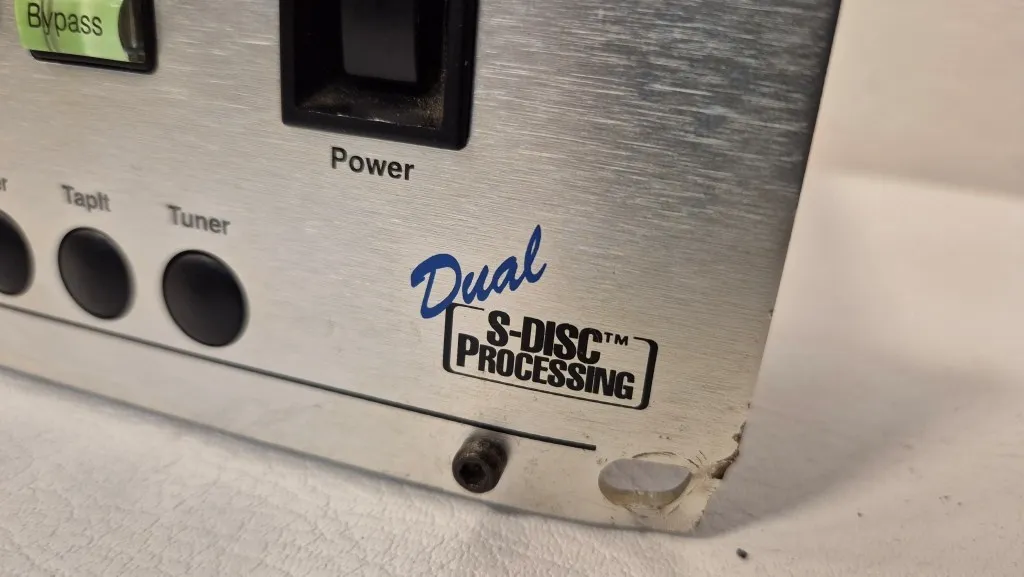 Bypass
Power
TapIt
Tuner
Dual
S-DISC™
PROCESSING